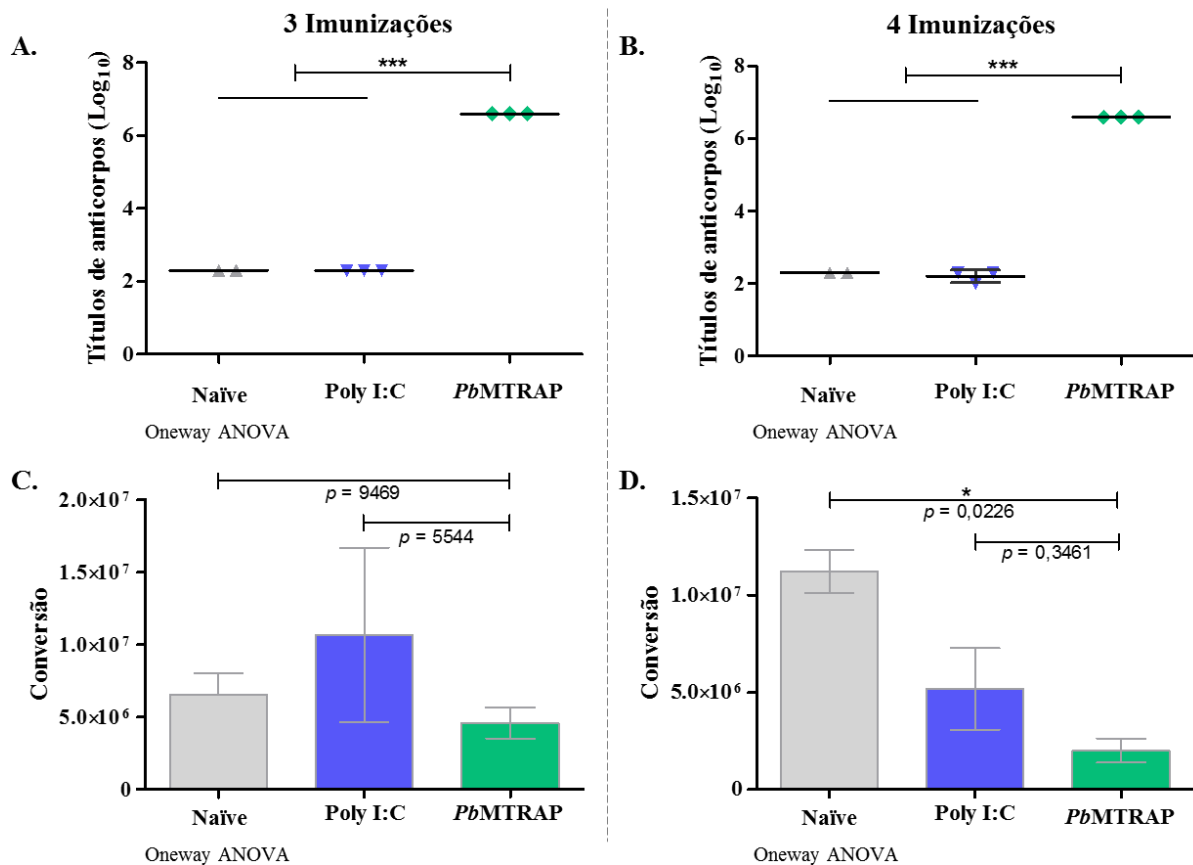 3 Imunizações
A.
***
Títulos de anticorpos (Log10)
8
6
4
2
0
Naïve
Poly I:C
PbMTRAP
Oneway ANOVA
4 Imunizações
B.
***
Títulos de anticorpos (Log10)
8
6
4
2
0
Naïve
Poly I:C
PbMTRAP
Oneway ANOVA
C.
p = 9469
p = 5544
Conversão
2.0×10⁷
1.5×10⁷
1.0×10⁷
5.0×10⁶
0
Naïve
Poly I:C
PbMTRAP
Oneway ANOVA
D.
*
p = 0,0226
p = 0,3461
Conversão
1.5×10⁷
1.0×10⁷
5.0×10⁶
0
Naïve
Poly I:C
PbMTRAP
Oneway ANOVA